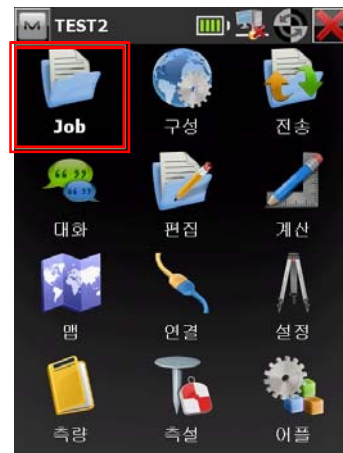 TEST2
Job 구성 전송
대화 편집 계산
맵 연결 설정
측량 측설 어플